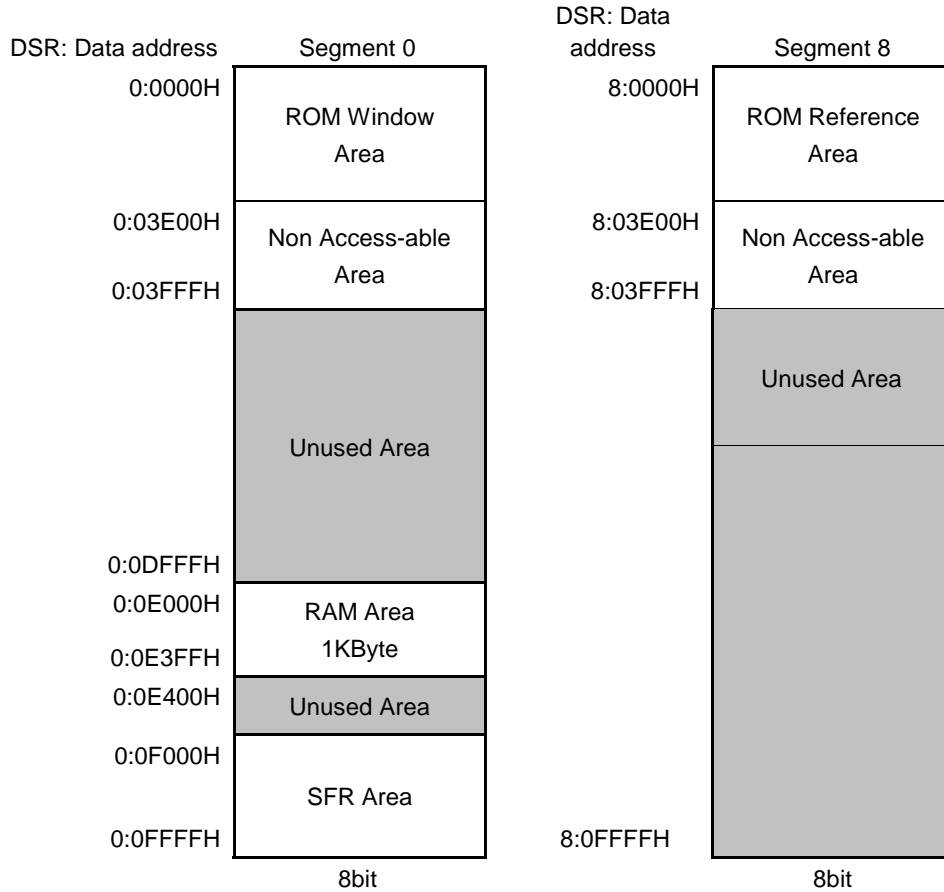 DSR: Data address
Segment 0
0:0000H
ROM Window
Area
0:03E00H
Non Access-able
Area
0:03FFFH
Unused Area
0:0DFFFH
0:0E000H
RAM Area
1KByte
0:0E3FFH
0:0E400H
Unused Area
0:0F000H
SFR Area
0:0FFFFH
8bit
DSR: Data
address
Segment 8
8:0000H
ROM Reference
Area
8:03E00H
Non Access-able
Area
8:03FFFH
Unused Area
8:0FFFFH
8bit